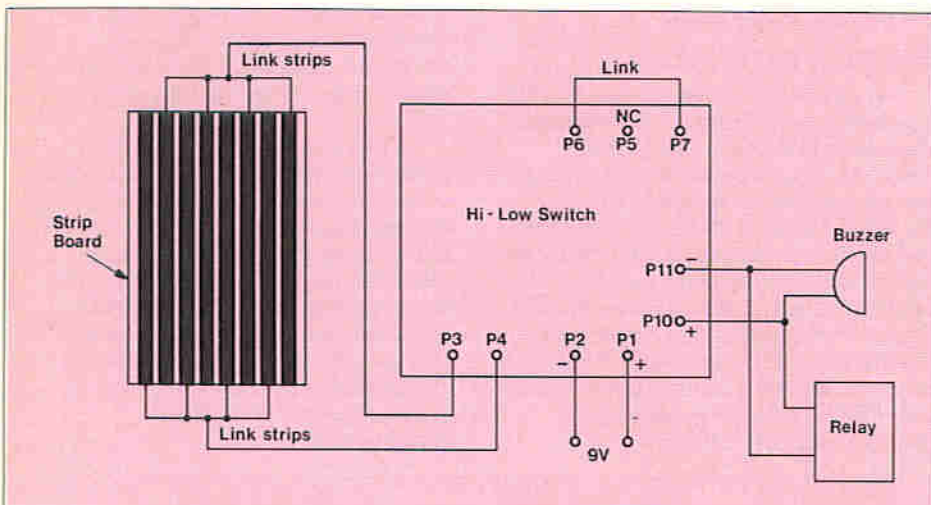 Link strips
Link
NC
P6
P5
P7
Hi - Low Switch
Strip
Board
Buzzer
P11
-
P10
+
P3
P4
P2
P1
-
+
Link strips
9V
Relay